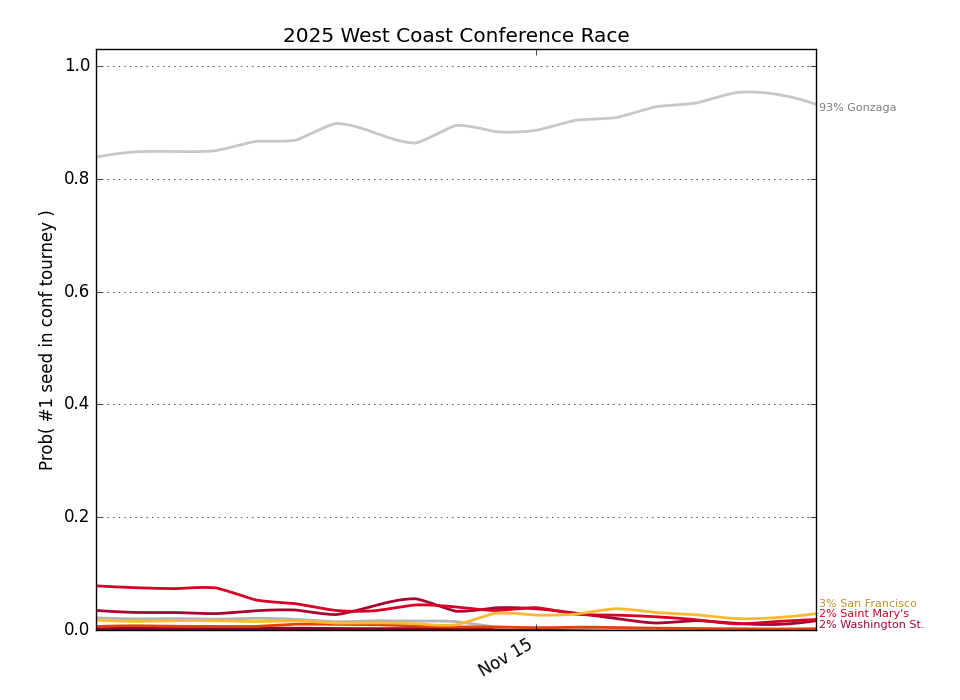 2025 West Coast Conference Race
Prob( #1 seed in conf tourney )
1.0
0.8
0.6
0.4
0.2
0.0
93% Gonzaga
3% San Francisco
2% Saint Mary's
2% Washington St.
Nov 15